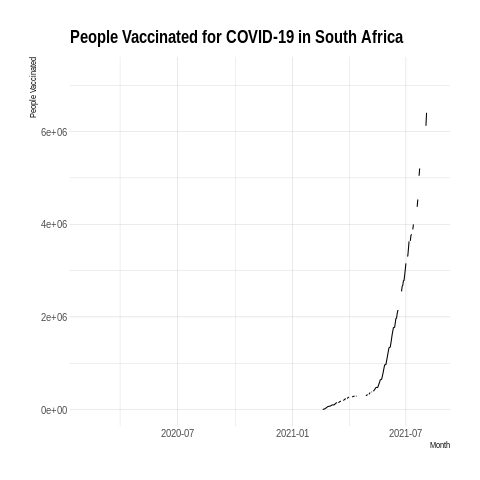 People Vaccinated for COVID-19 in South Africa
People Vaccinated
6e+06
4e+06
2e+06
0e+00
2020-07
2021-01
2021-07
Month